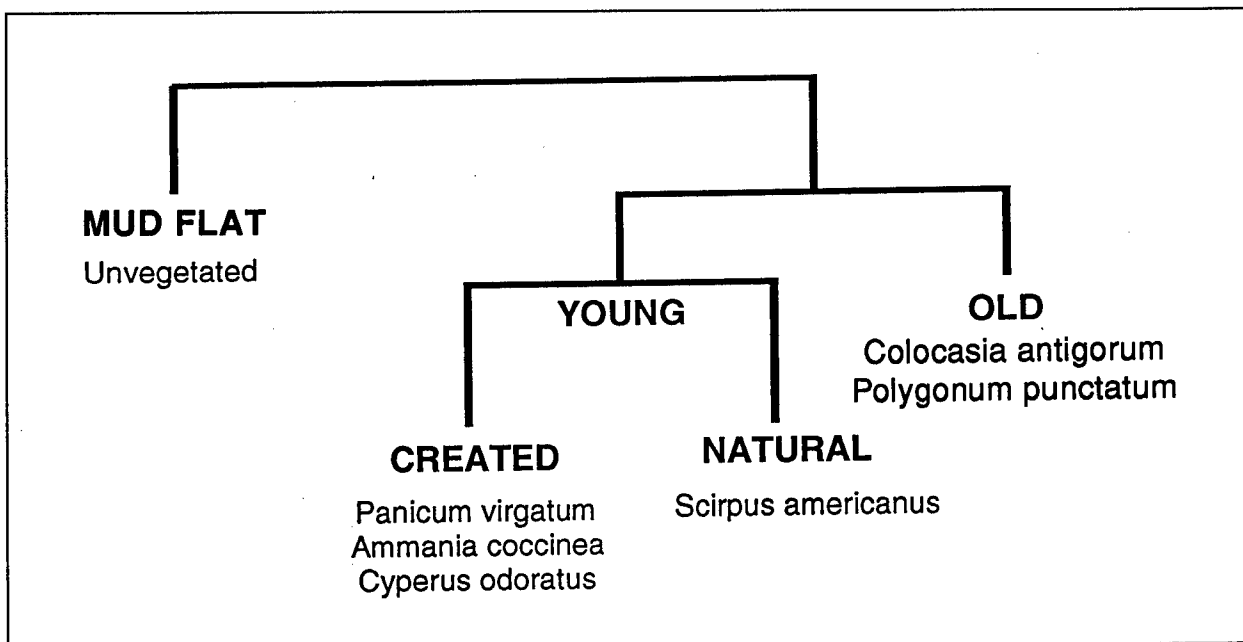 MUD FLAT
Unvegetated
YOUNG
OLD
Colocasia antigorum
Polygonum punctatum
CREATED
Panicum virgatum
Ammania coccinea
Cyperus odoratus
NATURAL
Scirpus americanus